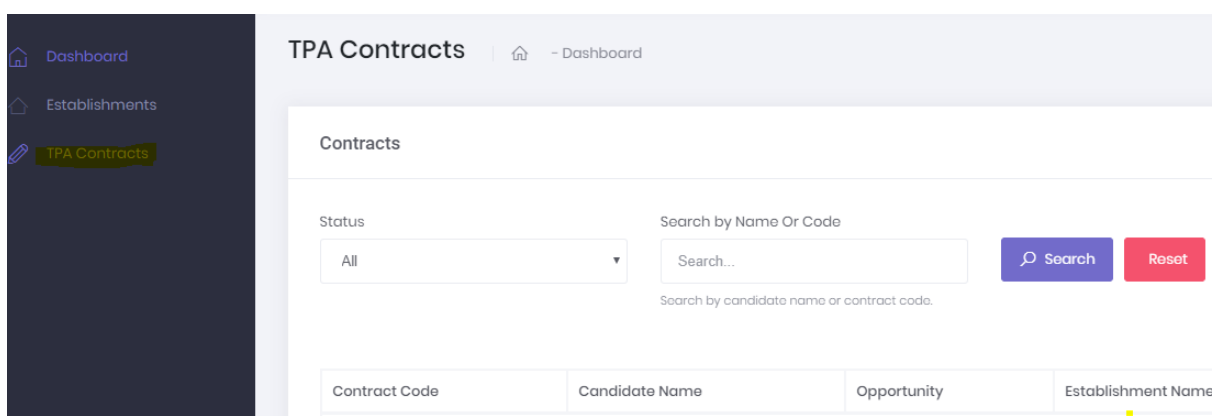 Dashboard
Establishments
TPA Contracts
TPA Contracts - Dashboard
Contracts
Status
All
Search by Name Or Code
Search...
Search by candidate name or contract code.
Search
Reset
Contract Code Candidate Name Opportunity Establishment Name